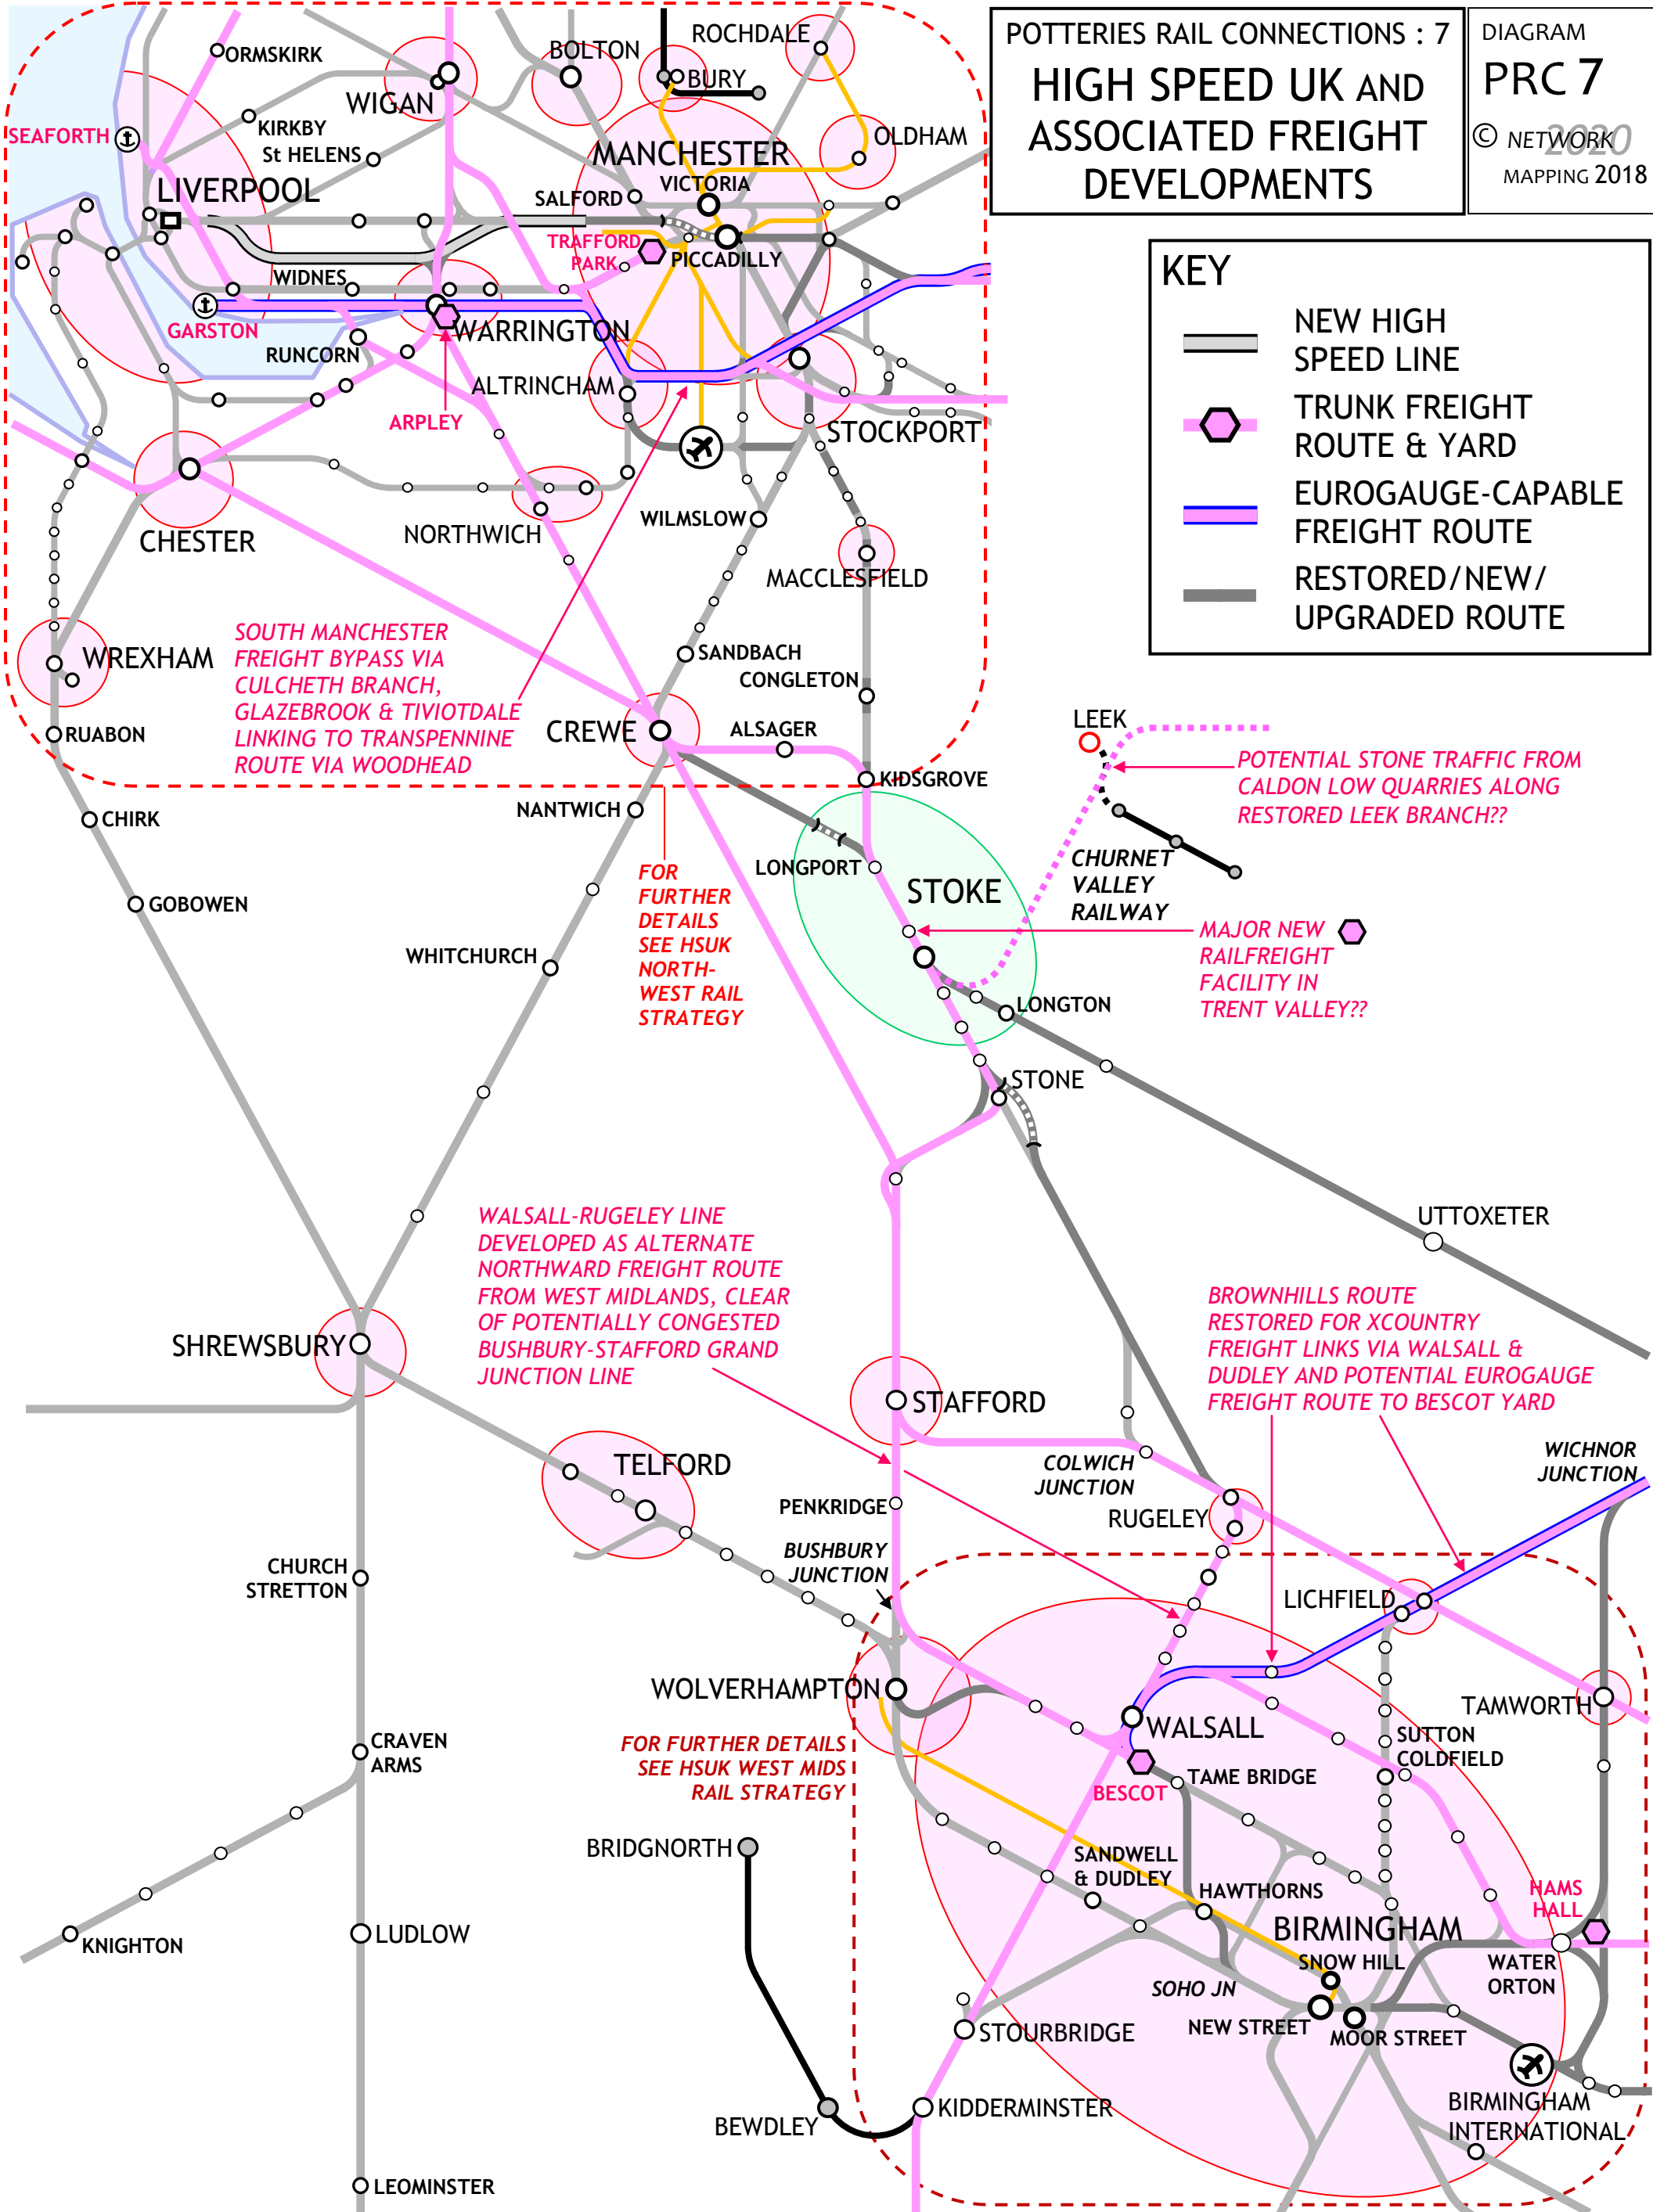 POTTERIES RAIL CONNECTIONS : 7
HIGH SPEED UK AND
ASSOCIATED FREIGHT
DEVELOPMENTS
DIAGRAM
PRC 7
© NETWORK
2020
MAPPING 2018
KEY
NEW HIGH
SPEED LINE
TRUNK FREIGHT
ROUTE & YARD
EUROGAUGE-CAPABLE
FREIGHT ROUTE
RESTORED/NEW/
UPGRADED ROUTE
ORMSKIRK
BOLTON
ROCHDALE
BURY
WIGAN
SEAFORTH
KIRKBY
St HELENS
OLDHAM
MANCHESTER
VICTORIA
LIVERPOOL
SALFORD
TRAFFORD
PARK
PICCADILLY
WIDNES
GARSTON
WARRINGTON
RUNCORN
ALTRINCHAM
ARPLEY
STOCKPORT
CHESTER
NORTHWICH
WILMSLOW
MACCLESFIELD
SOUTH MANCHESTER
FREIGHT BYPASS VIA
CULCHETH BRANCH,
GLAZEBROOK & TIVIOTDALE
LINKING TO TRANSPENNINE
ROUTE VIA WOODHEAD
WREXHAM
SANDBACH
CONGLETON
RUABON
CREWE
ALSAGER
LEEK
KIDSGROVE
POTENTIAL STONE TRAFFIC FROM
CALDON LOW QUARRIES ALONG
RESTORED LEEK BRANCH??
CHIRK
NANTWICH
FOR
FURTHER
DETAILS
SEE HSUK
NORTH-
WEST RAIL
STRATEGY
LONGPORT
STOKE
CHURNET
VALLEY
RAILWAY
GOBOWEN
MAJOR NEW
RAILFREIGHT
FACILITY IN
TRENT VALLEY??
WHITCHURCH
LONGTON
STONE
UTTOXETER
WALSALL-RUGELEY LINE
DEVELOPED AS ALTERNATE
NORTHWARD FREIGHT ROUTE
FROM WEST MIDLANDS, CLEAR
OF POTENTIALLY CONGESTED
BUSHBURY-STAFFORD GRAND
JUNCTION LINE
BROWNHILLS ROUTE
RESTORED FOR XCOUNTRY
FREIGHT LINKS VIA WALSALL &
DUDLEY AND POTENTIAL EUROGAUGE
FREIGHT ROUTE TO BESCOT YARD
SHREWSBURY
STAFFORD
TELFORD
COLWICH
JUNCTION
WICHNOR
JUNCTION
PENKRIDGE
RUGELEY
BUSHBURY
JUNCTION
CHURCH
STRETTON
LICHFIELD
WOLVERHAMPTON
TAMWORTH
WALSALL
CRAVEN
ARMS
FOR FURTHER DETAILS
SEE HSUK WEST MIDS
RAIL STRATEGY
SUTTON
COLDFIELD
TAME BRIDGE
BESCOT
BRIDGNORTH
SANDWELL
& DUDLEY
HAWTHORNS
HAMS
HALL
BIRMINGHAM
SNOW HILL
KNIGHTON
LUDLOW
WATER
ORTON
SOHO JN
NEW STREET
MOOR STREET
STOURBRIDGE
BEWDLEY
KIDDERMINSTER
BIRMINGHAM
INTERNATIONAL
LEOMINSTER